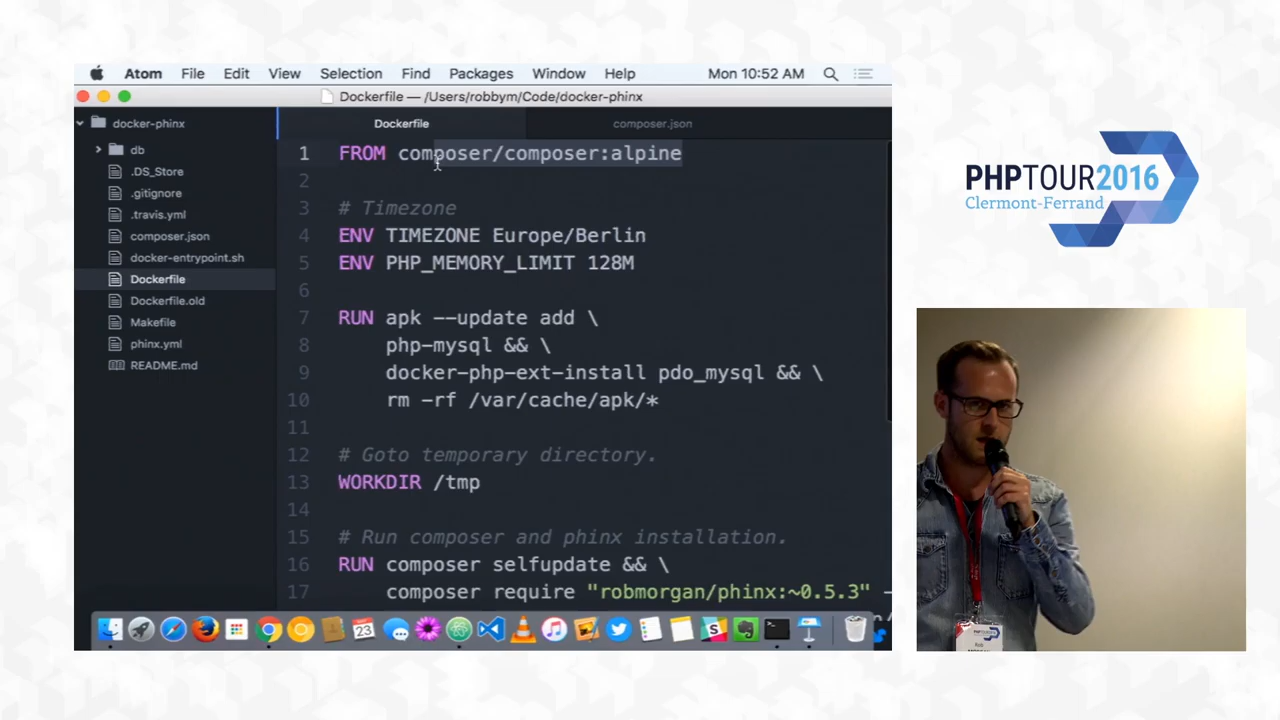 Atom File Edit View Selection Find Packages Window Help Mon 10:52 AM
Dockerfile — /Users/robbym/Code/docker-phinx
docker-phinx
db
.DS_Store
.gitignore
.travis.yml
composer.json
docker-entrypoint.sh
Dockerfile
Dockerfile.old
Makefile
phinx.yml
README.md
Dockerfile composer.json
1 FROM composer/composer:alpine
2
3 # Timezone
4 ENV TIMEZONE Europe/Berlin
5 ENV PHP_MEMORY_LIMIT 128M
6
7 RUN apk --update add \
8 php-mysql && \
9 docker-php-ext-install pdo_mysql && \
10 rm -rf /var/cache/apk/*
11
12 # Goto temporary directory.
13 WORKDIR /tmp
14
15 # Run composer and phinx installation.
16 RUN composer selfupdate && \
17 composer require "robmorgan/phinx:~0.5.3" -
23
PHPTOUR2016
Clermont-Ferrand
PHPTOUR
Rob